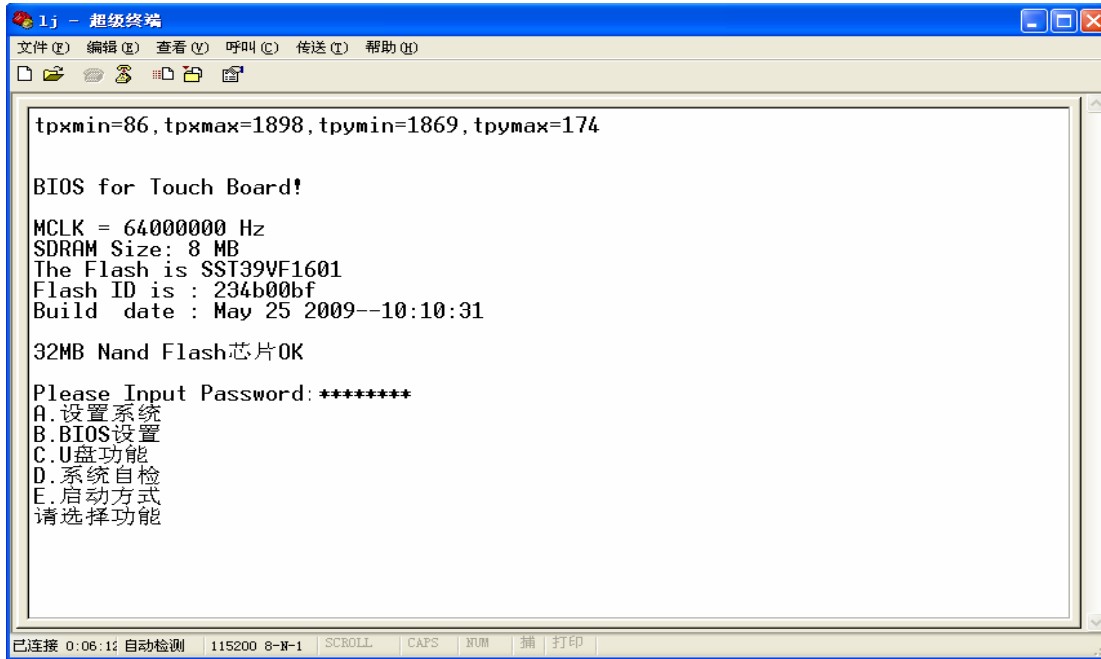 lj - 超级终端
文件(F) 编辑(E) 查看(V) 呼叫(C) 传送(T) 帮助(H)
tpxmin=86,tpxmax=1898,tpymin=1869,tpymax=174
BIOS for Touch Board!
MCLK = 64000000 Hz
SDRAM Size: 8 MB
The Flash is SST39VF1601
Flash ID is : 234b00bf
Build  date : May 25 2009--10:10:31
32MB Nand Flash芯片OK
Please Input Password:********
A.设置系统
B.BIOS设置
C.U盘功能
D.系统自检
E.启动方式
请选择功能
已连接 0:06:12 自动检测 115200 8-N-1 SCROLL CAPS NUM 捕 打印